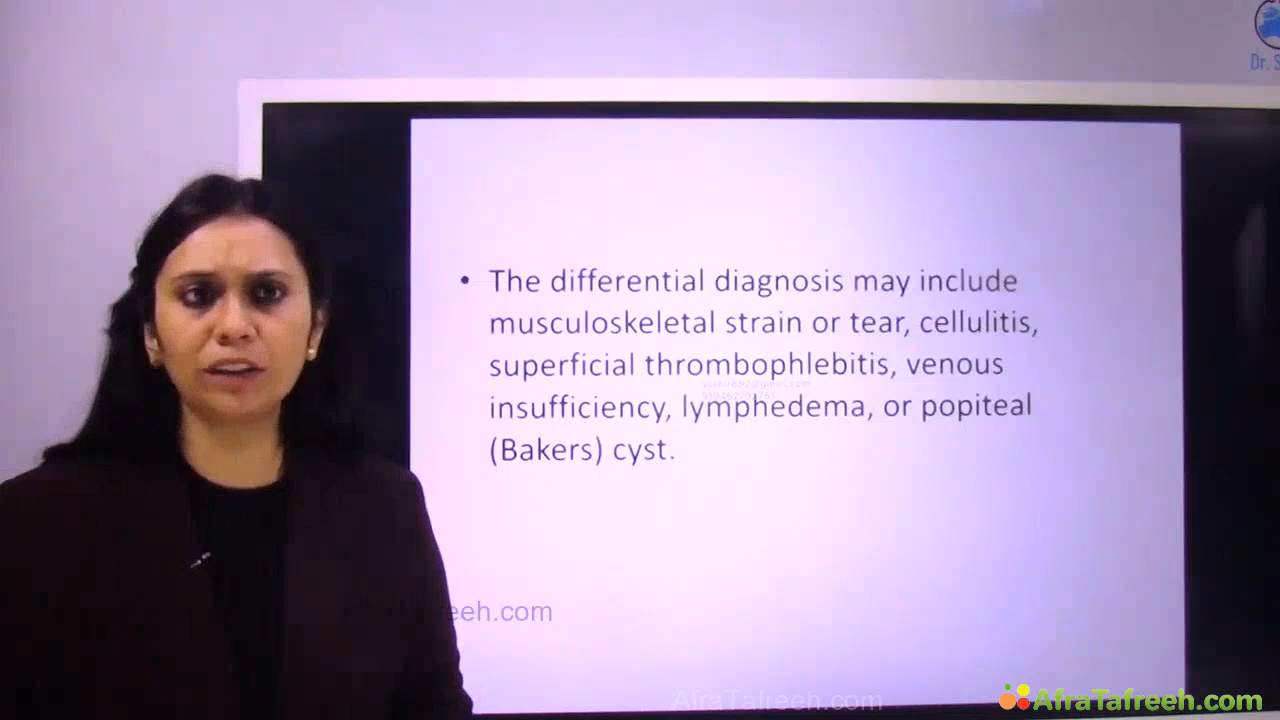 Dr. S
• The differential diagnosis may include
musculoskeletal strain or tear, cellulitis,
superficial thrombophlebitis, venous
insufficiency, lymphedema, or popiteal
(Bakers) cyst.
eeh.com
AfraTafreeh.com
AfraTafreeh.com